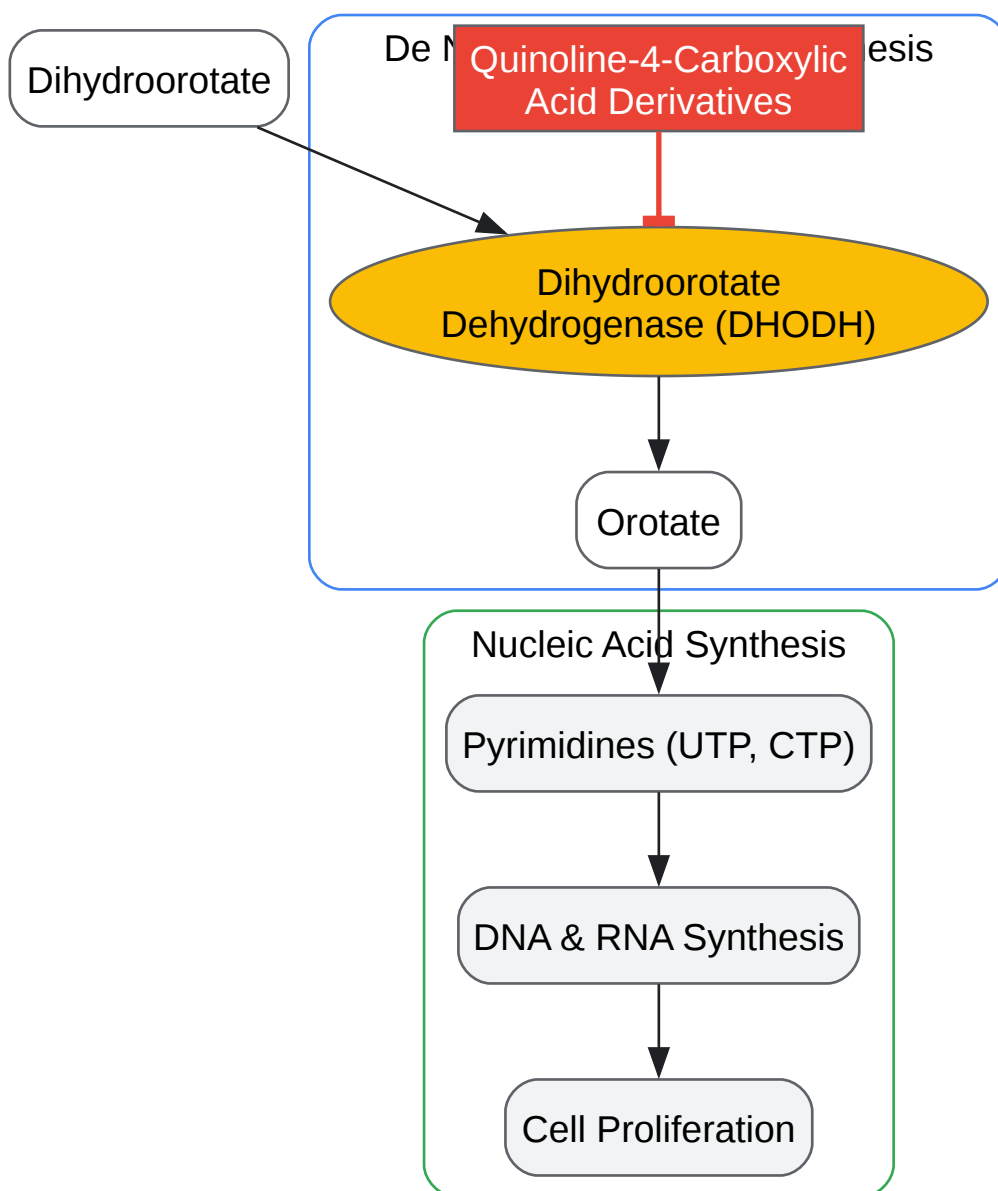 Dihydroorotate
De N
esis
Quinoline-4-Carboxylic
Acid Derivatives
Dihydroorotate
Dehydrogenase (DHODH)
Orotate
Nucleic Acid Synthesis
Pyrimidines (UTP, CTP)
DNA & RNA Synthesis
Cell Proliferation